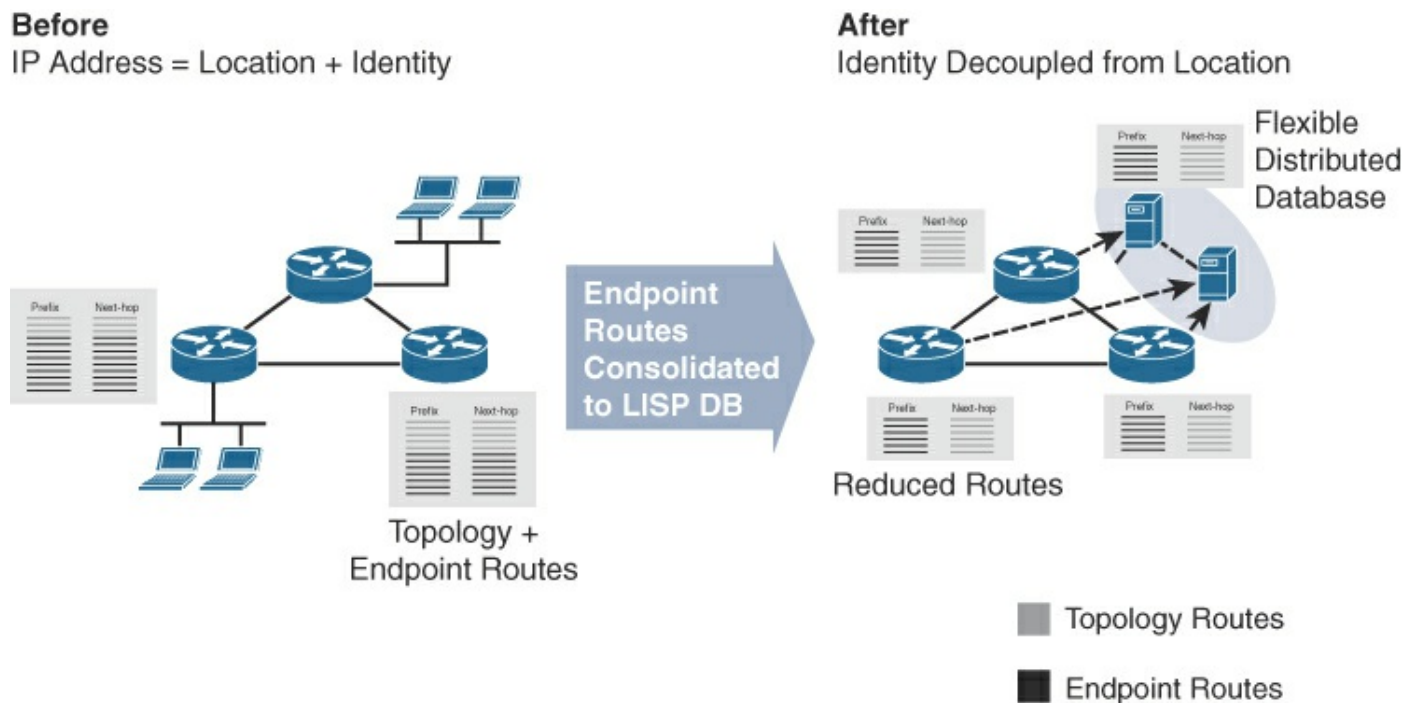 Before
IP Address = Location + Identity
After
Identity Decoupled from Location
Prefix Next-hop
Flexible
Distributed
Database
Prefix Next-hop
Prefix Next-hop
Endpoint
Routes
Consolidated
to LISP DB
Prefix Next-hop
Topology +
Endpoint Routes
Prefix Next-hop
Prefix Next-hop
Reduced Routes
Topology Routes
Endpoint Routes